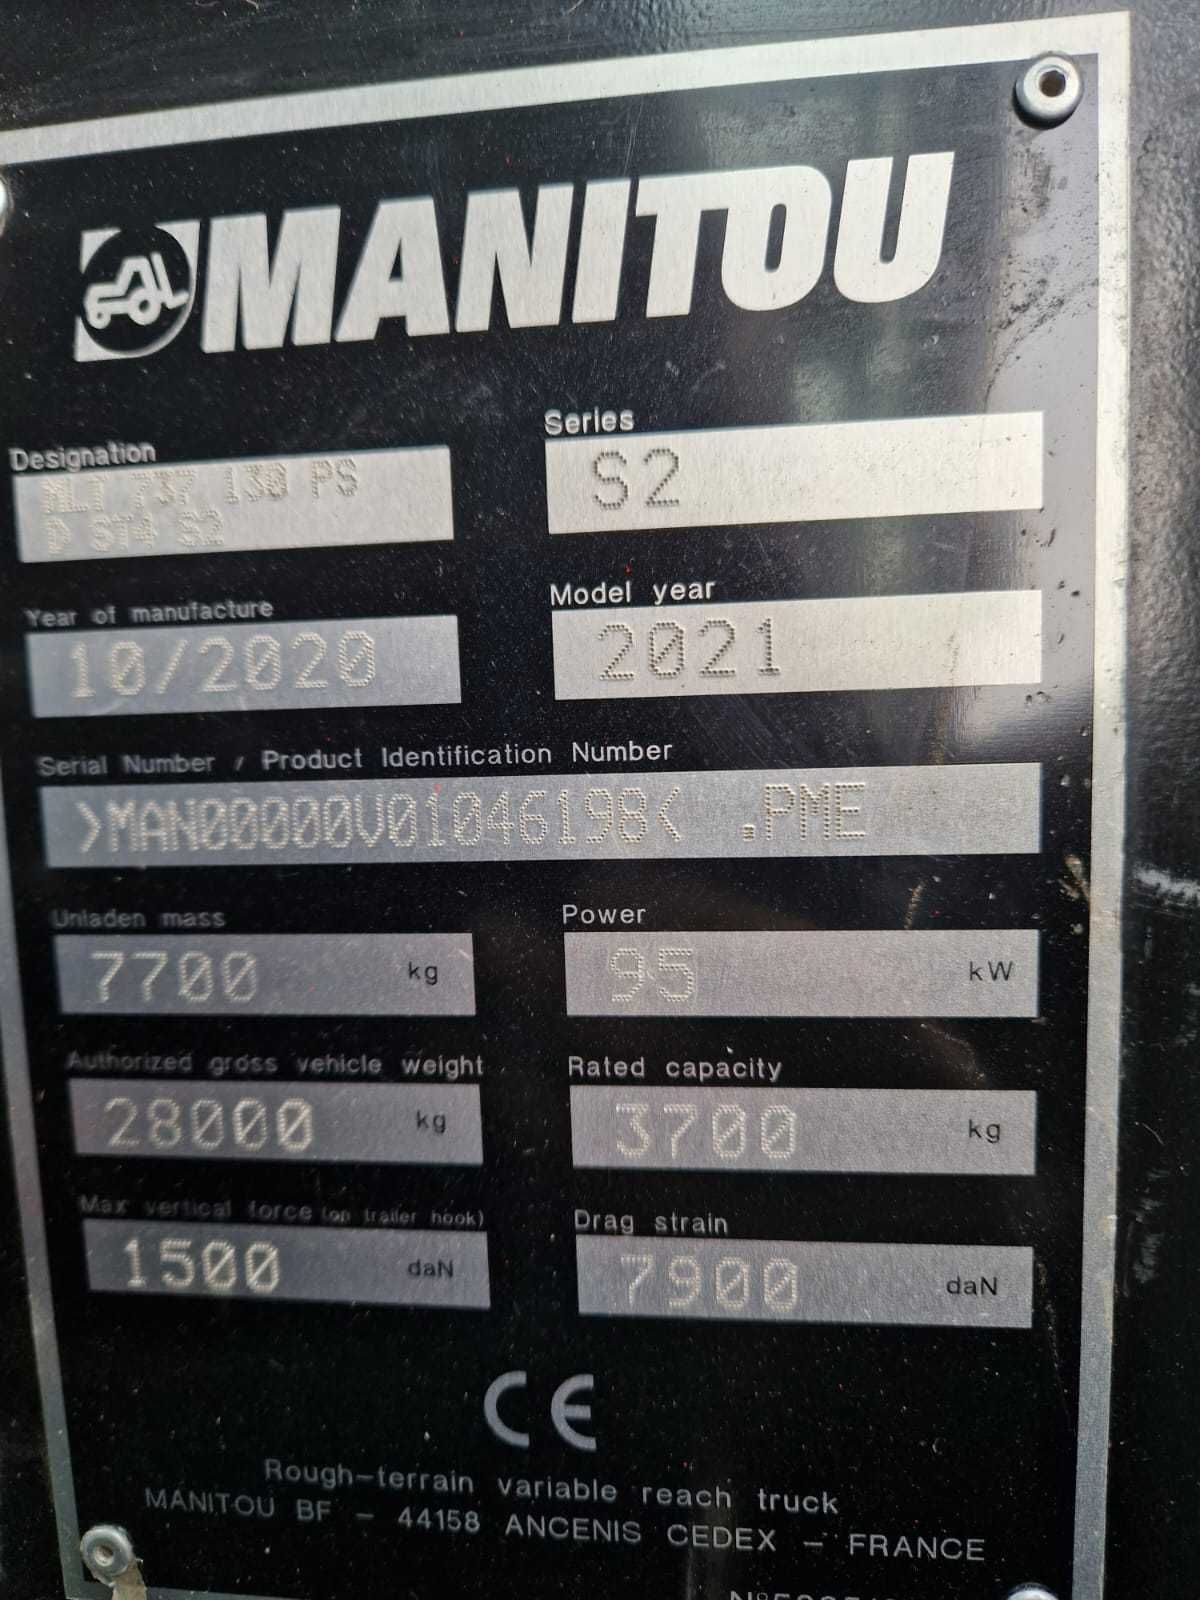 MANITOU
Designation
MLT 737 130 PS
D ST4 S2
Series
S2
Year of manufacture
10/2020
Model year
2021
Serial Number / Product Identification Number
>MAN00000V01046198< .PME
Unladen mass
7700 kg
Power
95 kW
Authorized gross vehicle weight
28000 kg
Rated capacity
3700 kg
Max vertical force (on trailer hook)
1500 daN
Drag strain
7900 daN
CE
Rough-terrain variable reach truck
MANITOU BF - 44158 ANCENIS CEDEX - FRANCE